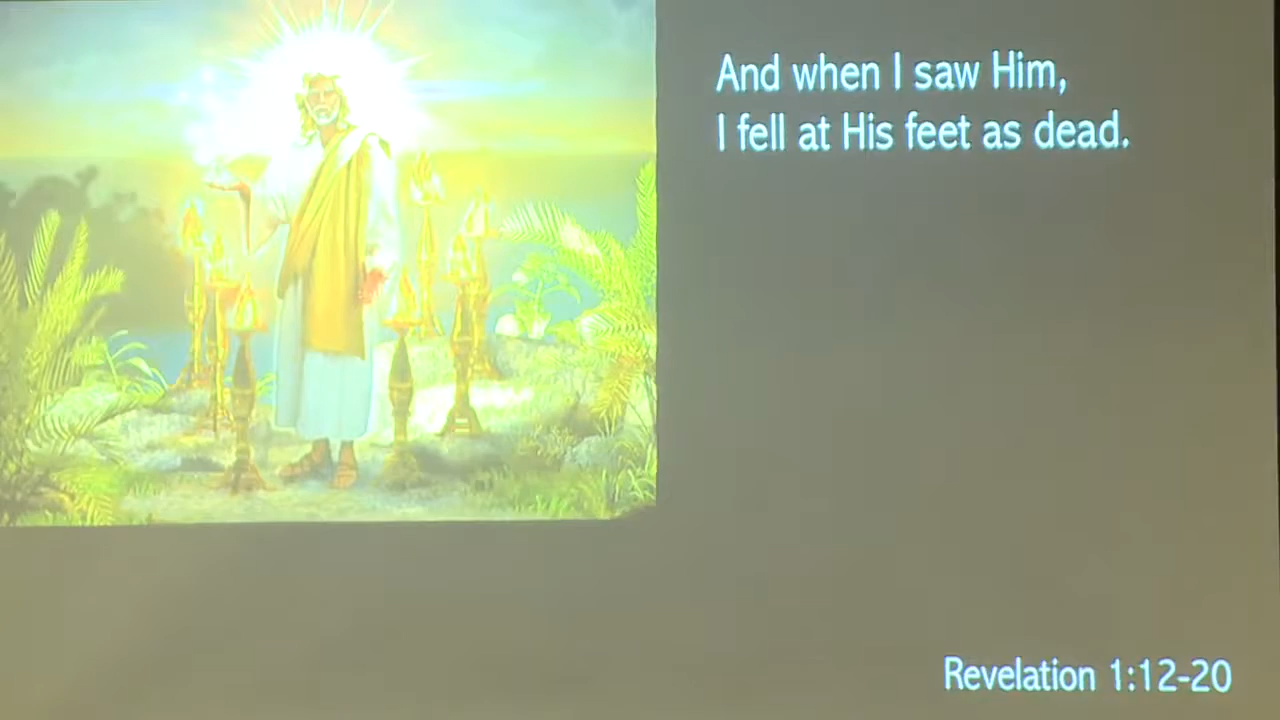 And when I saw Him,
I fell at His feet as dead.
Revelation 1:12-20